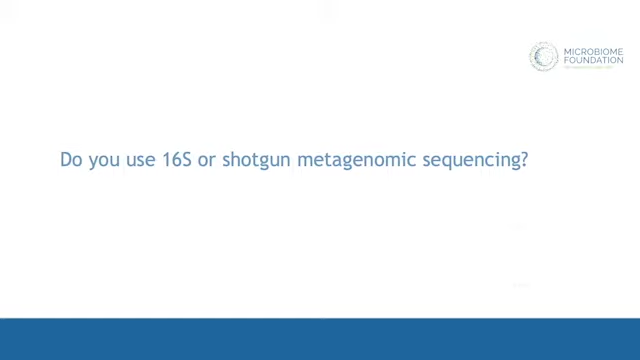 MICROBIOME
FOUNDATION
Do you use 16S or shotgun metagenomic sequencing?